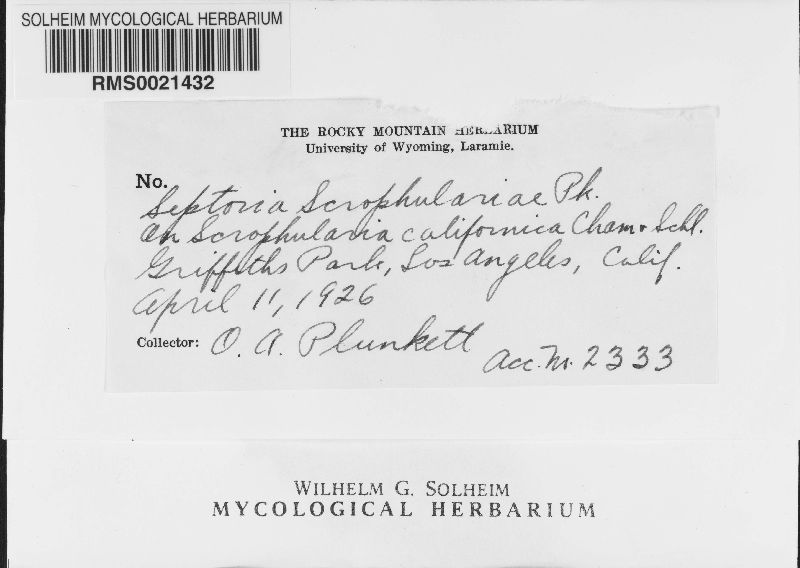 SOLHEIM MYCOLOGICAL HERBARIUM
RMS0021432
THE ROCKY MOUNTAIN HERBARIUM
University of Wyoming, Laramie.
No.
Septoria Scrophulariae Pk.
on Scrophularia californica Cham & Schl.
Griffiths Park, Los Angeles, Calif.
April 11, 1926
Collector: O. A. Plunkett
Acc. No. 2333
WILHELM G. SOLHEIM
MYCOLOGICAL HERBARIUM